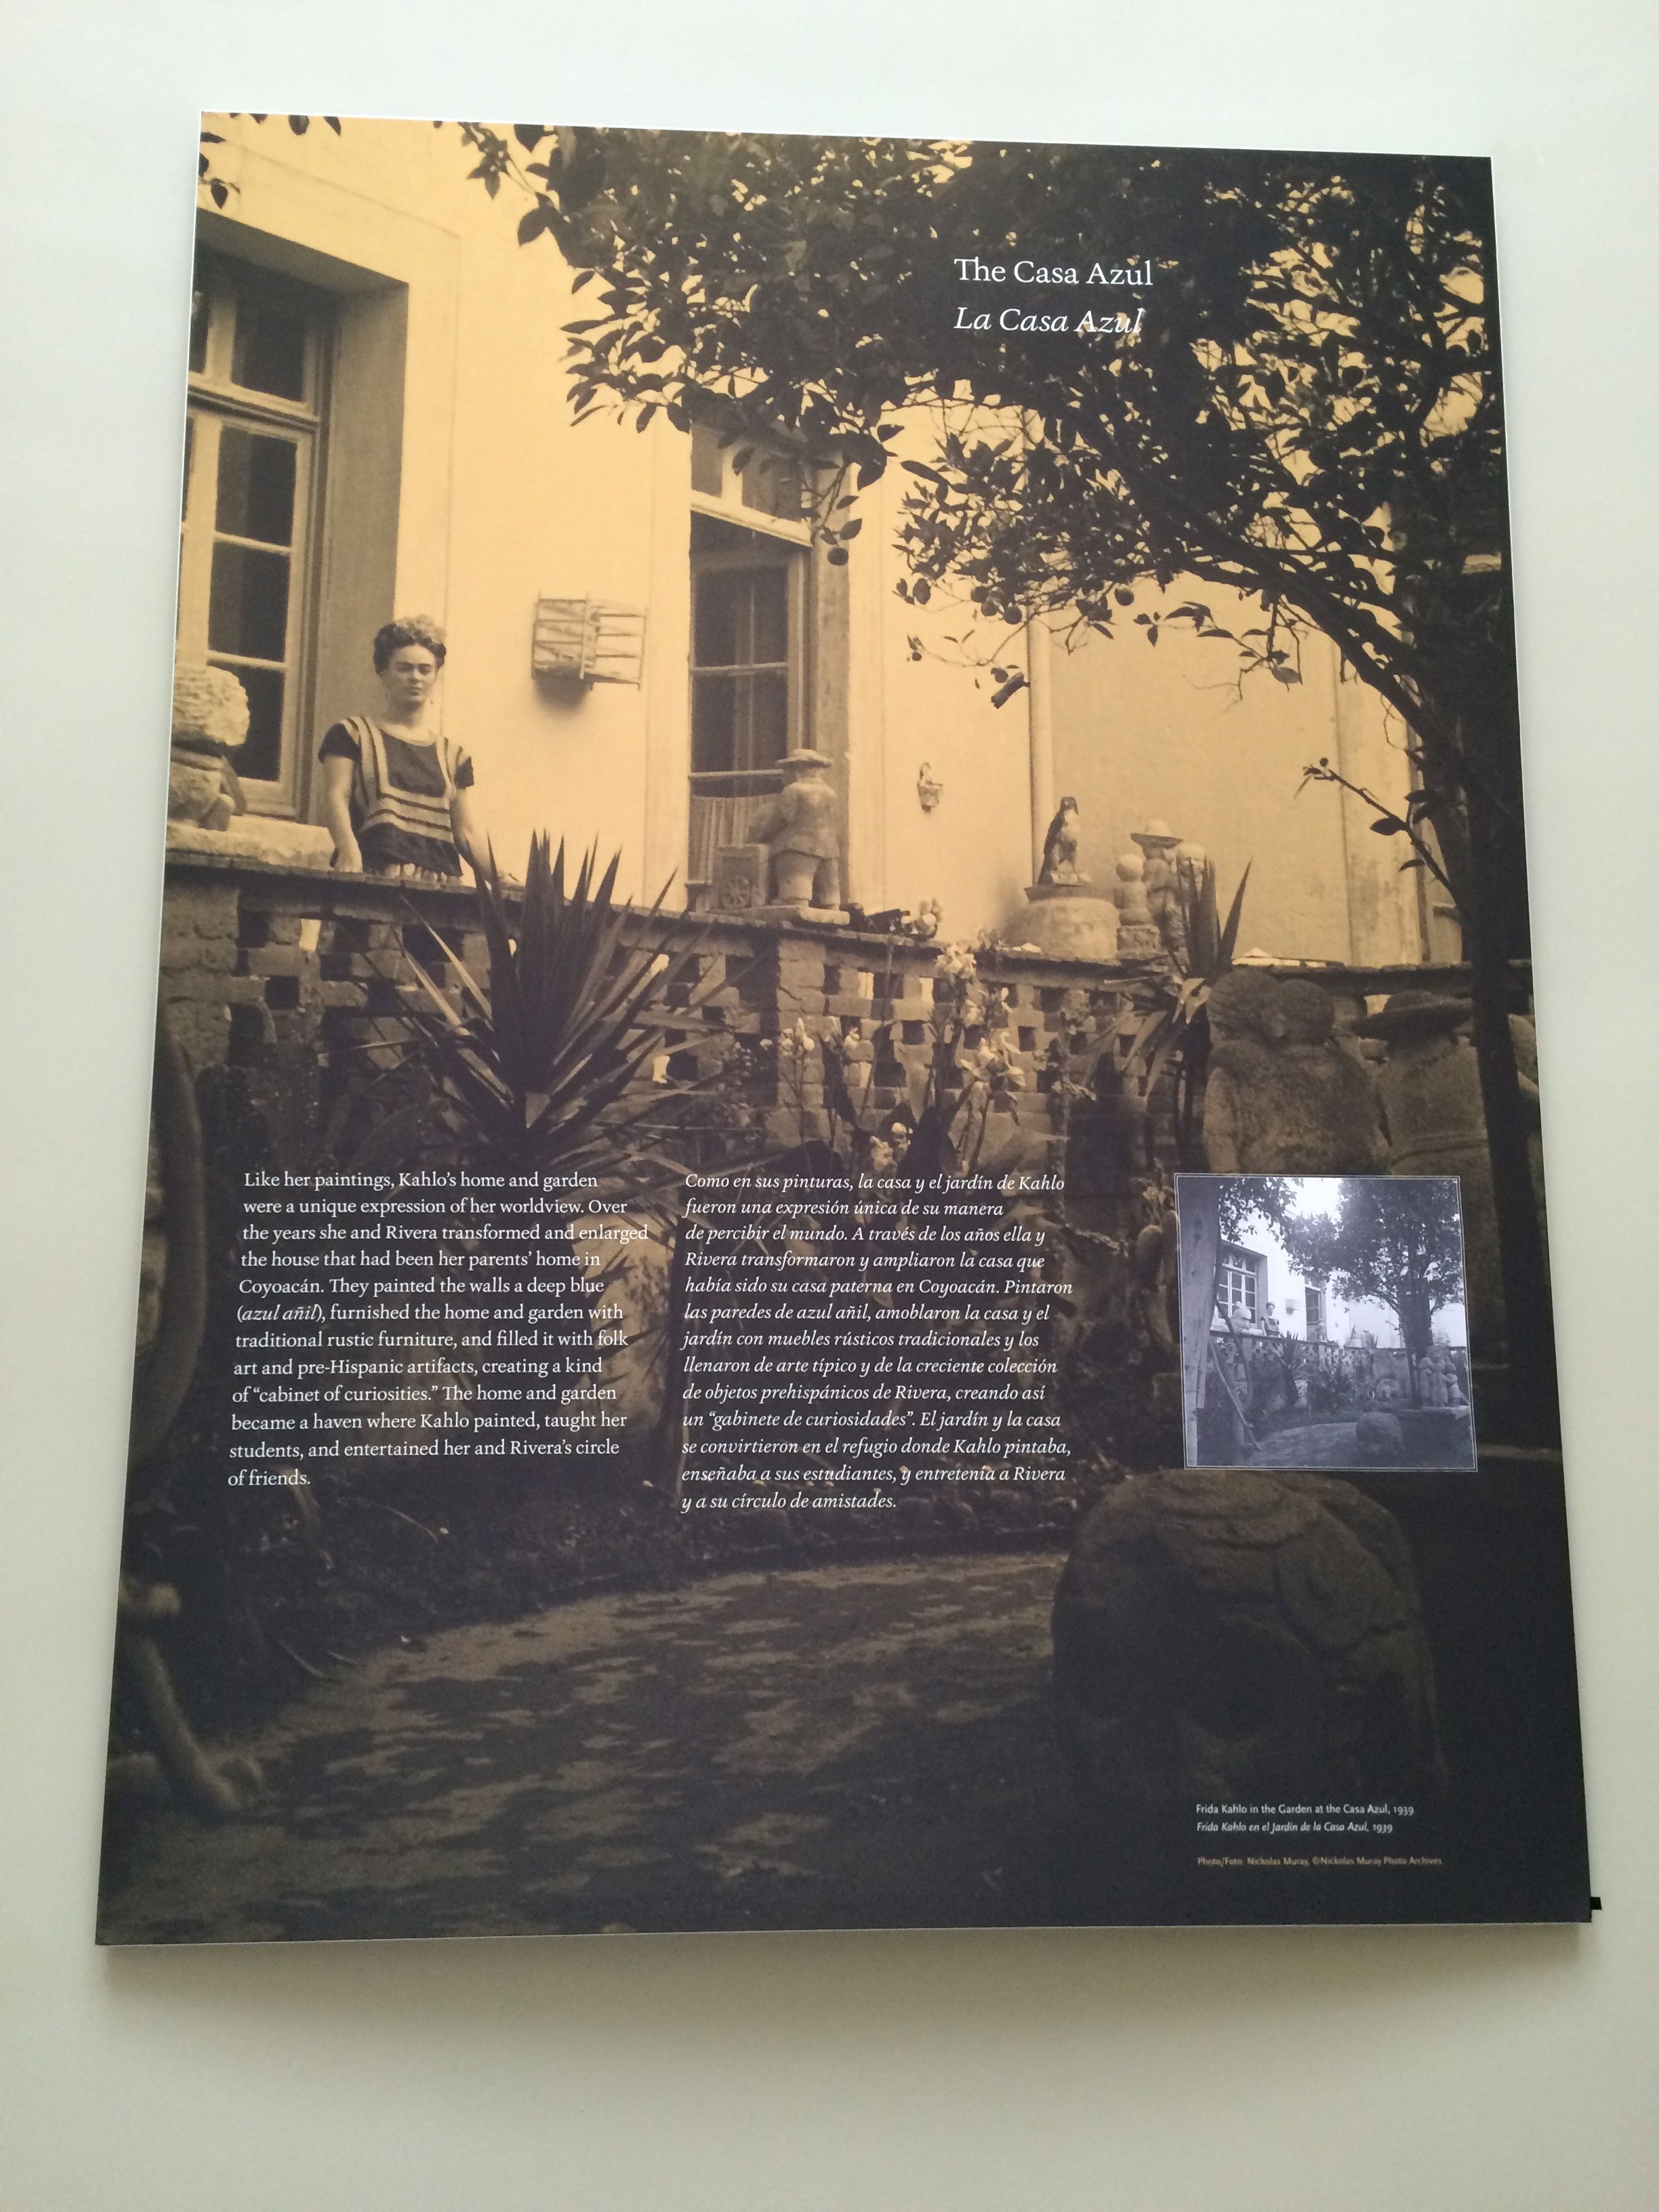 The Casa Azul
La Casa Azul
Like her paintings, Kahlo's home and garden
were a unique expression of her worldview. Over
the years she and Rivera transformed and enlarged
the house that had been her parents' home in
Coyoacán. They painted the walls a deep blue
(azul añil), furnished the home and garden with
traditional rustic furniture, and filled it with folk
art and pre-Hispanic artifacts, creating a kind
of “cabinet of curiosities.” The home and garden
became a haven where Kahlo painted, taught her
students, and entertained her and Rivera's circle
of friends.
Como en sus pinturas, la casa y el jardín de Kahlo
fueron una expresión única de su manera
de percibir el mundo. A través de los años ella y
Rivera transformaron y ampliaron la casa que
había sido su casa paterna en Coyoacán. Pintaron
las paredes de azul añil, amoblaron la casa y el
jardín con muebles rústicos tradicionales y los
llenaron de arte típico y de la creciente colección
de objetos prehispánicos de Rivera, creando así
un “gabinete de curiosidades”. El jardín y la casa
se convirtieron en el refugio donde Kahlo pintaba,
enseñaba a sus estudiantes, y entretenía a Rivera
y a su círculo de amistades.
Frida Kahlo in the Garden at the Casa Azul, 1939
Frida Kahlo en el Jardín de la Casa Azul, 1939
Photo/Foto: Nickolas Muray, ©Nickolas Muray Photo Archives